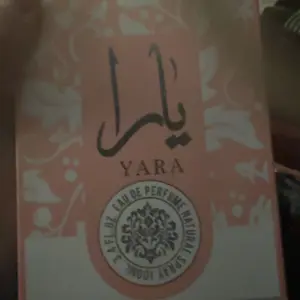 يارا
YARA
3.4 FL. OZ. EAU DE PERFUME NATURAL SPRAY 100ML